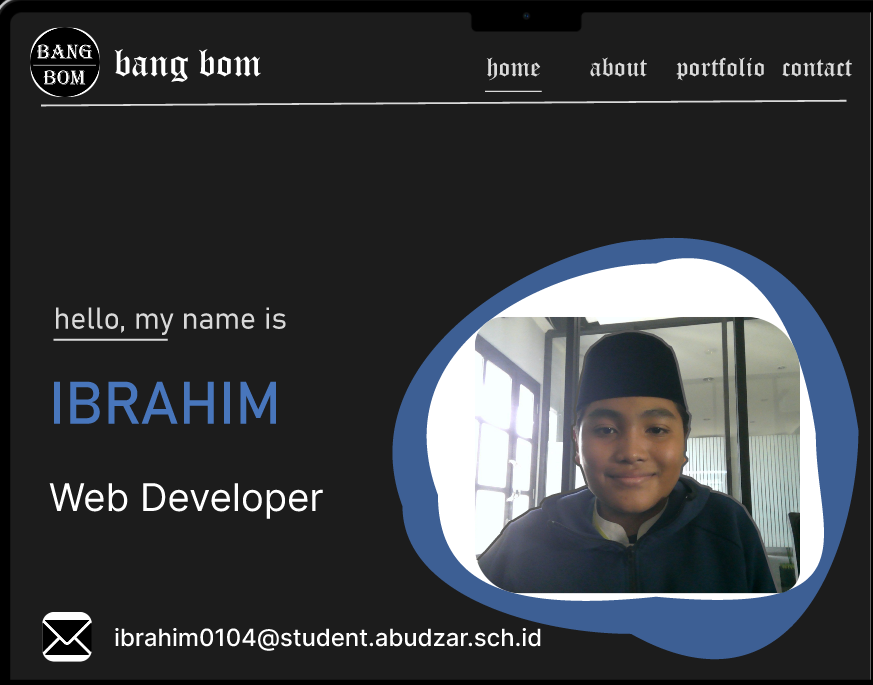 BANG
BOM
bang bom
home about portfolio contact
hello, my name is
IBRAHIM
Web Developer
ibrahim0104@student.abudzar.sch.id